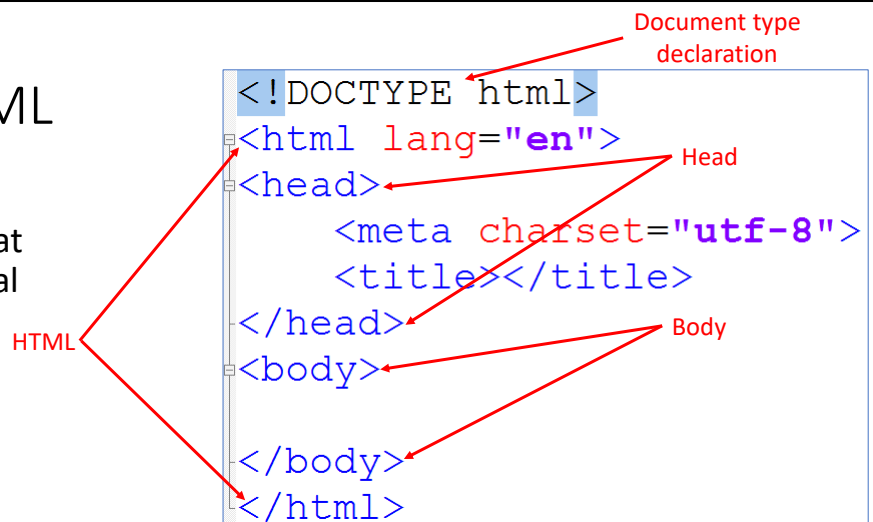 Document type
declaration
ML
at
al
HTML
<!DOCTYPE html>
<html lang="en">
<head>
<meta charset="utf-8">
<title></title>
</head>
<body>
</body>
</html>
Head
Body